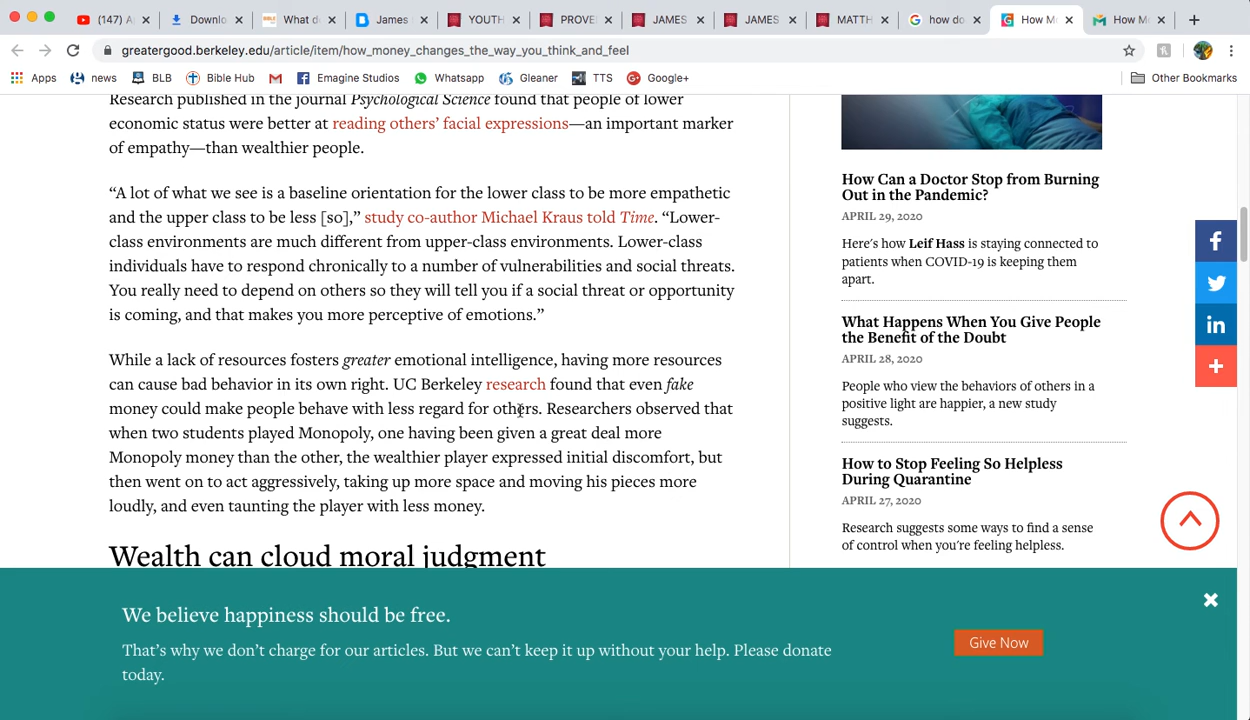 (147) A
Downlo
What d
James
YOUTH
PROVE
JAMES
JAMES
MATTH
how do
How M
How M
greatergood.berkeley.edu/article/item/how_money_changes_the_way_you_think_and_feel
Apps
news
BLB
Bible Hub
Emagine Studios
Whatsapp
Gleaner
TTS
Google+
Other Bookmarks
Research published in the journal Psychological Science found that people of lower
economic status were better at reading others’ facial expressions—an important marker
of empathy—than wealthier people.
“A lot of what we see is a baseline orientation for the lower class to be more empathetic
and the upper class to be less [so],” study co-author Michael Kraus told Time. “Lower-
class environments are much different from upper-class environments. Lower-class
individuals have to respond chronically to a number of vulnerabilities and social threats.
You really need to depend on others so they will tell you if a social threat or opportunity
is coming, and that makes you more perceptive of emotions.”
While a lack of resources fosters greater emotional intelligence, having more resources
can cause bad behavior in its own right. UC Berkeley research found that even fake
money could make people behave with less regard for others. Researchers observed that
when two students played Monopoly, one having been given a great deal more
Monopoly money than the other, the wealthier player expressed initial discomfort, but
then went on to act aggressively, taking up more space and moving his pieces more
loudly, and even taunting the player with less money.
Wealth can cloud moral judgment
How Can a Doctor Stop from Burning
Out in the Pandemic?
APRIL 29, 2020
Here's how Leif Hass is staying connected to
patients when COVID-19 is keeping them
apart.
What Happens When You Give People
the Benefit of the Doubt
APRIL 28, 2020
People who view the behaviors of others in a
positive light are happier, a new study
suggests.
How to Stop Feeling So Helpless
During Quarantine
APRIL 27, 2020
Research suggests some ways to find a sense
of control when you're feeling helpless.
We believe happiness should be free.
That’s why we don’t charge for our articles. But we can’t keep it up without your help. Please donate
today.
Give Now